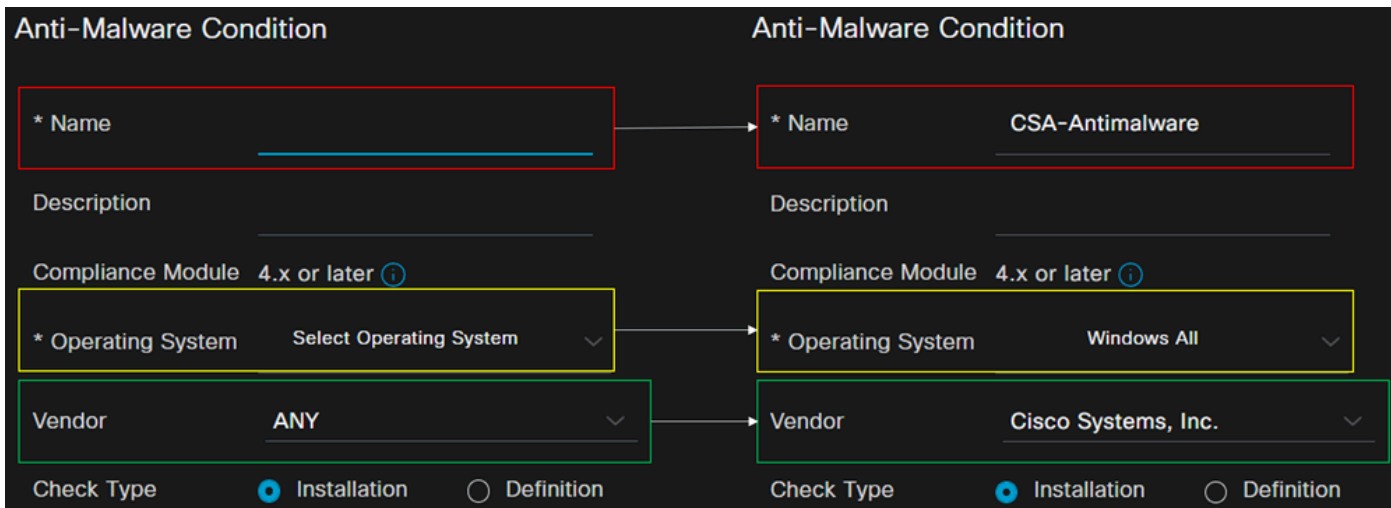 Anti-Malware Condition
* Name
Description
Compliance Module 4.x or later
* Operating System Select Operating System
Vendor ANY
Check Type Installation Definition
Anti-Malware Condition
* Name CSA-Antimalware
Description
Compliance Module 4.x or later
* Operating System Windows All
Vendor Cisco Systems, Inc.
Check Type Installation Definition